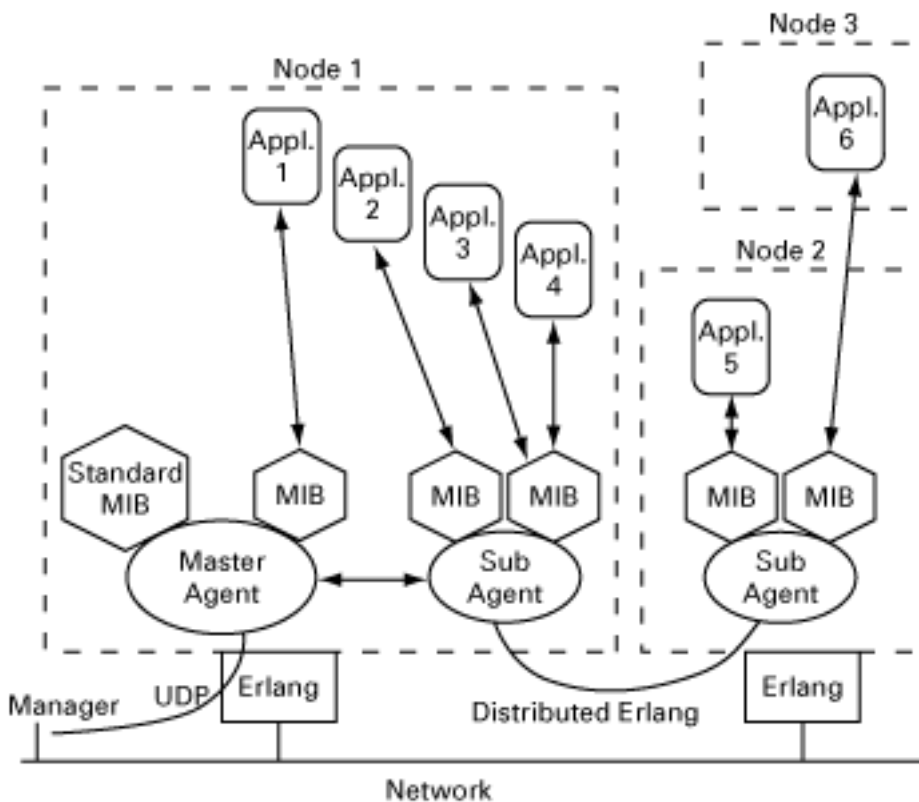 Node 3
Node 1
Appl.
6
Appl.
1
Appl.
2
Appl.
3
Appl.
4
Node 2
Appl.
5
Standard
MIB
MIB
MIB
MIB
MIB
MIB
Master
Agent
Sub
Agent
Sub
Agent
Manager
UDP
Erlang
Distributed Erlang
Erlang
Network